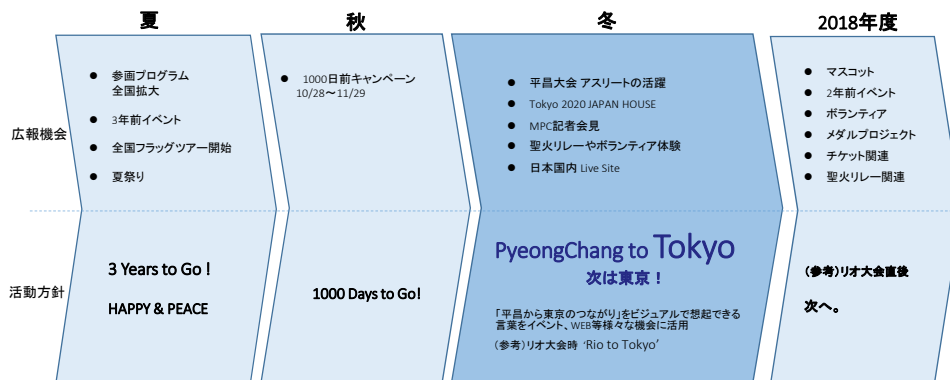 夏
秋
冬
2018年度
広報機会
● 参画プログラム
全国拡大
● 3年前イベント
● 全国フラッグツアー開始
● 夏祭り
● 1000日前キャンペーン
10/28～11/29
● 平昌大会 アスリートの活躍
● Tokyo 2020 JAPAN HOUSE
● MPC記者会見
● 聖火リレーやボランティア体験
● 日本国内 Live Site
● マスコット
● 2年前イベント
● ボランティア
● メダルプロジェクト
● チケット関連
● 聖火リレー関連
活動方針
3 Years to Go !
HAPPY & PEACE
1000 Days to Go!
PyeongChang to Tokyo
次は東京！
「平昌から東京のつながり」をビジュアルで想起できる
言葉をイベント、WEB等様々な機会に活用
（参考）リオ大会時 ‘Rio to Tokyo’
（参考）リオ大会直後
次へ。